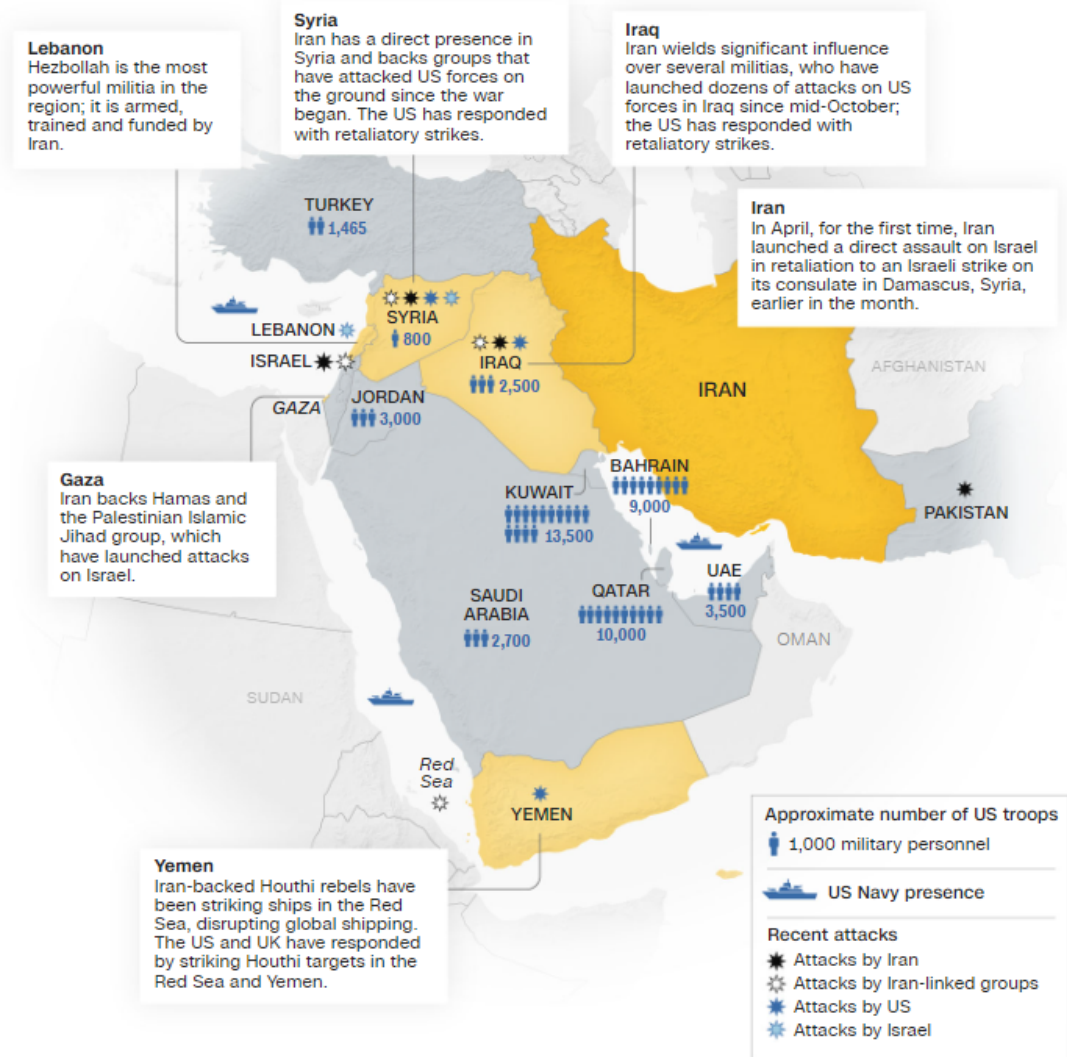 Lebanon
Hezbollah is the most
powerful militia in the
region; it is armed,
trained and funded by
Iran.
Syria
Iran has a direct presence in
Syria and backs groups that
have attacked US forces on
the ground since the war
began. The US has responded
with retaliatory strikes.
Iraq
Iran wields significant influence
over several militias, who have
launched dozens of attacks on US
forces in Iraq since mid-October;
the US has responded with
retaliatory strikes.
Iran
In April, for the first time, Iran
launched a direct assault on Israel
in retaliation to an Israeli strike on
its consulate in Damascus, Syria,
earlier in the month.
TURKEY
1,465
SYRIA
800
LEBANON
ISRAEL
IRAQ
2,500
JORDAN
3,000
GAZA
IRAN
AFGHANISTAN
PAKISTAN
Gaza
Iran backs Hamas and
the Palestinian Islamic
Jihad group, which
have launched attacks
on Israel.
KUWAIT
13,500
BAHRAIN
9,000
SAUDI
ARABIA
2,700
QATAR
10,000
UAE
3,500
OMAN
SUDAN
Red
Sea
YEMEN
Yemen
Iran-backed Houthi rebels have
been striking ships in the Red
Sea, disrupting global shipping.
The US and UK have responded
by striking Houthi targets in the
Red Sea and Yemen.
Approximate number of US troops
1,000 military personnel
US Navy presence
Recent attacks
Attacks by Iran
Attacks by Iran-linked groups
Attacks by US
Attacks by Israel